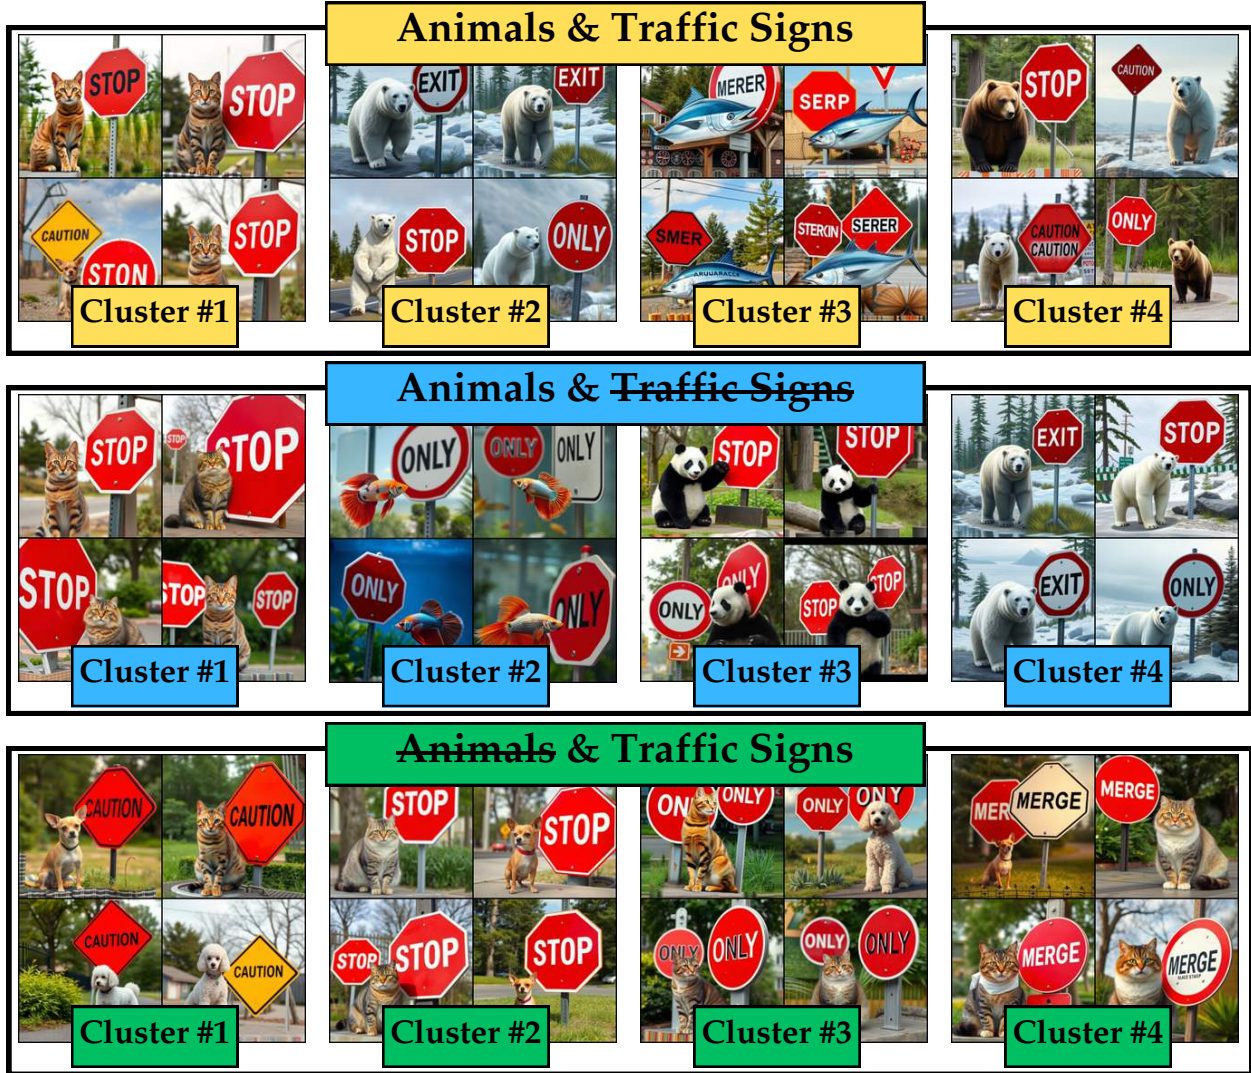 Animals & Traffic Signs
STOP
STOP
EXIT
EXIT
MERER
SERP
STOP
CAUTION
CAUTION
STON
STOP
STOP
ONLY
SMER
STERCIN
SERER
ARUUARACCE
CAUTION
CAUTION
ONLY
Cluster #1
Cluster #2
Cluster #3
Cluster #4
Animals & Traffic Signs
STOP
STOP
STOP
ONLY
ONLY
ONLY
STOP
STOP
EXIT
STOP
STOP
STOP
STOP
ONLY
ONLY
ONLY
ONLY
STOP
STOP
EXIT
ONLY
Cluster #1
Cluster #2
Cluster #3
Cluster #4
Animals & Traffic Signs
CAUTION
CAUTION
STOP
STOP
ONLY
ONLY
ONLY
MER
MERGE
MERGE
CAUTION
CAUTION
STOP
STOP
STOP
ONLY
ONLY
ONLY
ONLY
MERGE
MERGE
Cluster #1
Cluster #2
Cluster #3
Cluster #4